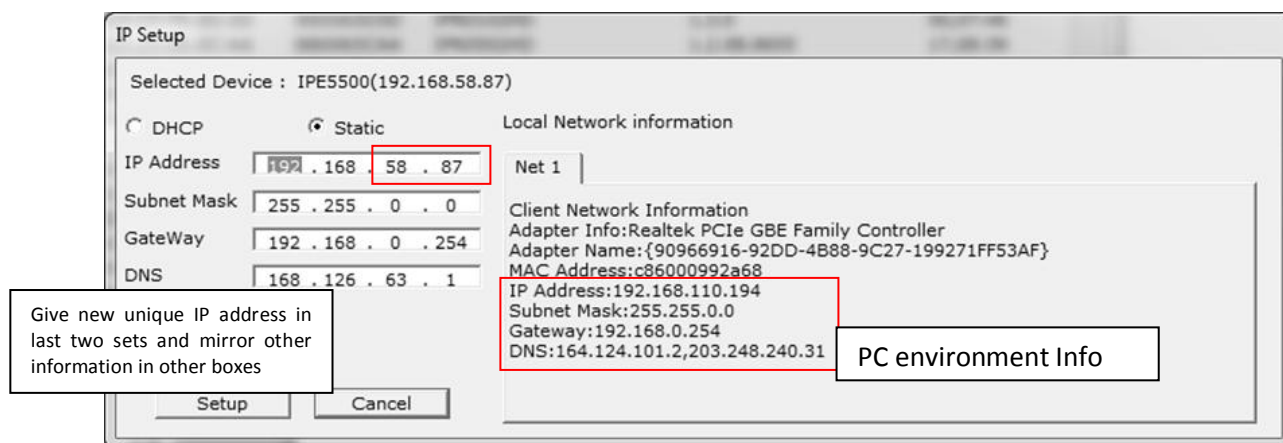 IP Setup
Selected Device : IPE5500(192.168.58.87)
DHCP
Static
IP Address
192 . 168 . 58 . 87
Subnet Mask
255 . 255 . 0 . 0
GateWay
192 . 168 . 0 . 254
DNS
168 . 126 . 63 . 1
Give new unique IP address in
last two sets and mirror other
information in other boxes
Setup
Cancel
Local Network information
Net 1
Client Network Information
Adapter Info:Realtek PCIe GBE Family Controller
Adapter Name:{90966916-92DD-4B88-9C27-199271FF53AF}
MAC Address:c86000992a68
IP Address:192.168.110.194
Subnet Mask:255.255.0.0
Gateway:192.168.0.254
DNS:164.124.101.2,203.248.240.31
PC environment Info